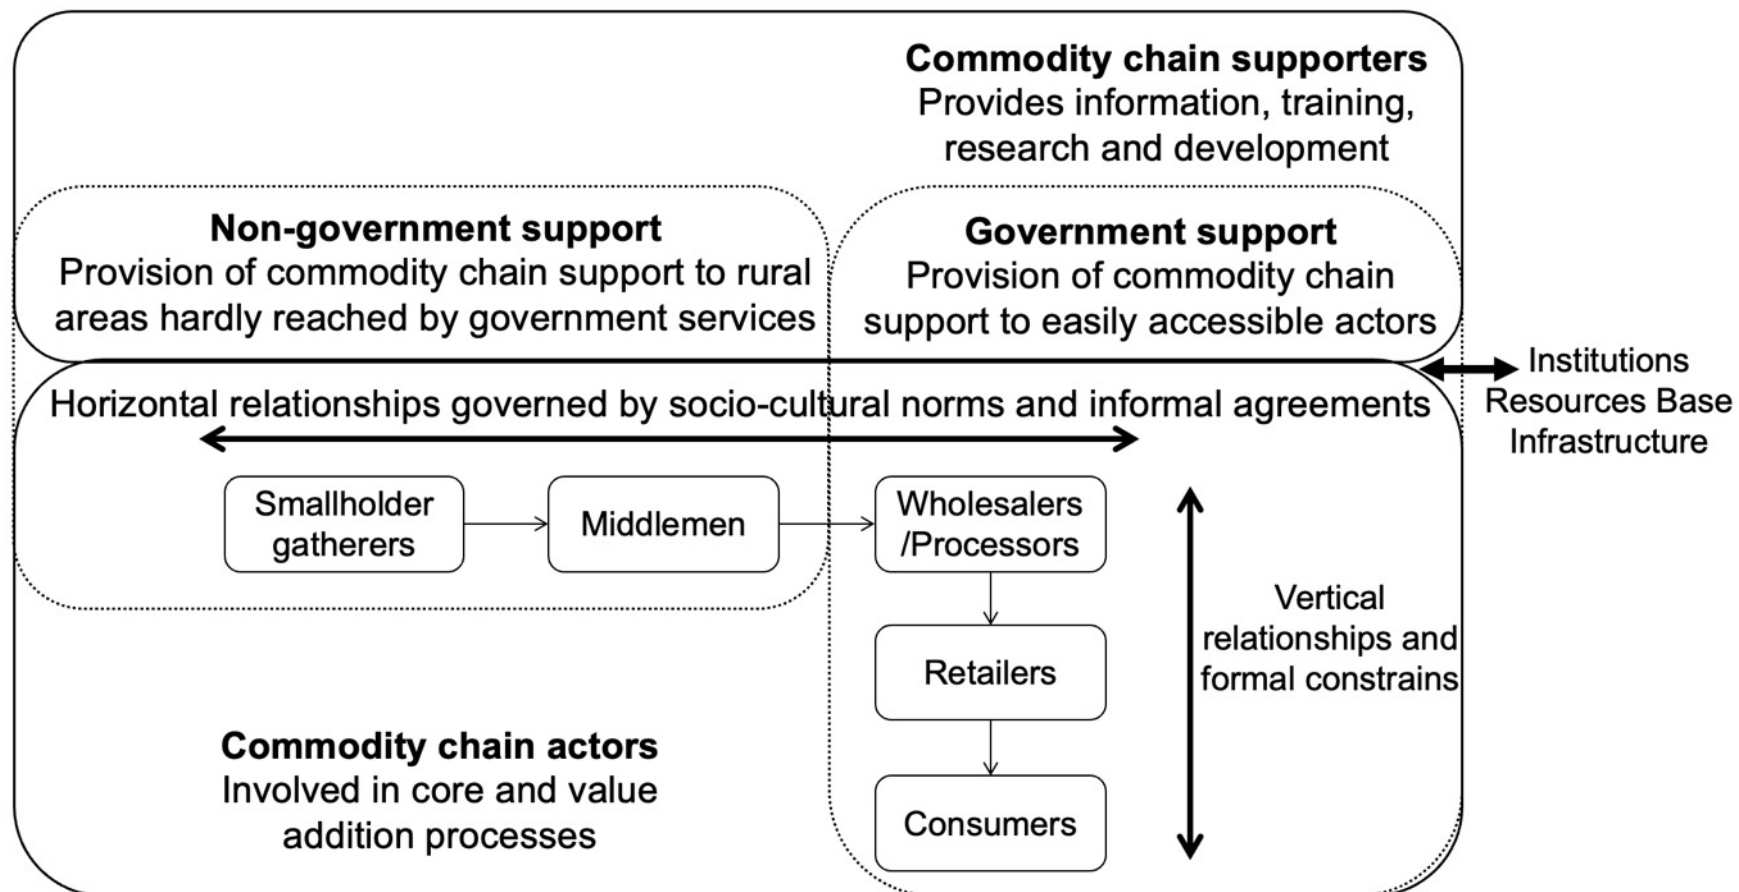 Commodity chain supporters
Provides information, training,
research and development
Non-government support
Provision of commodity chain support to rural
areas hardly reached by government services
Government support
Provision of commodity chain
support to easily accessible actors
Institutions
Resources Base
Infrastructure
Horizontal relationships governed by socio-cultural norms and informal agreements
Smallholder
gatherers
Middlemen
Wholesalers
/Processors
Retailers
Consumers
Vertical
relationships and
formal constrains
Commodity chain actors
Involved in core and value
addition processes